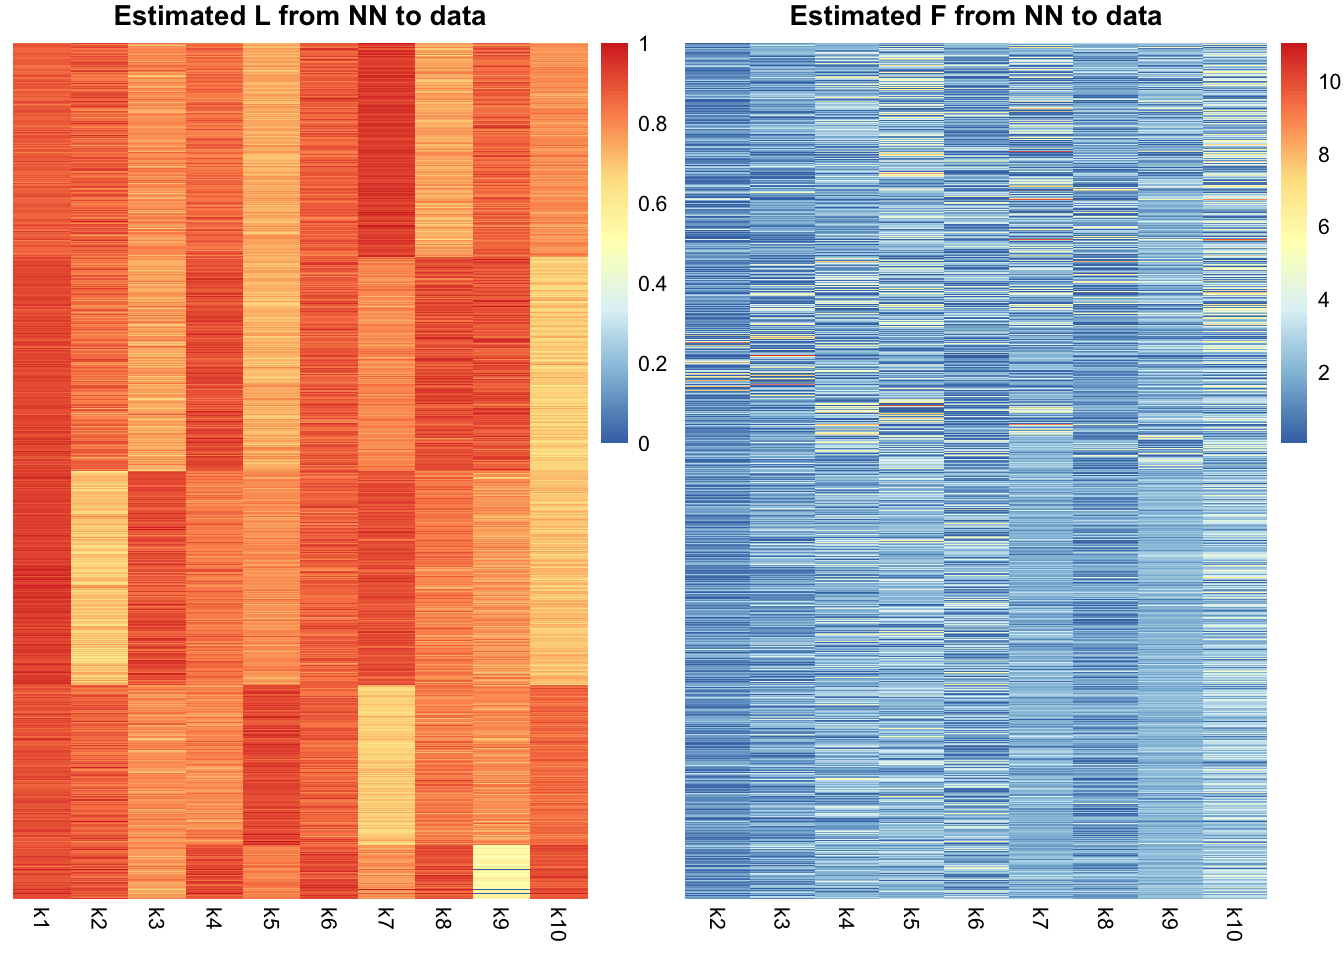 Estimated L from NN to data
1
0.8
0.6
0.4
0.2
0
k1 k2 k3 k4 k5 k6 k7 k8 k9 k10
Estimated F from NN to data
10
8
6
4
2
k2 k3 k4 k5 k6 k7 k8 k9 k10